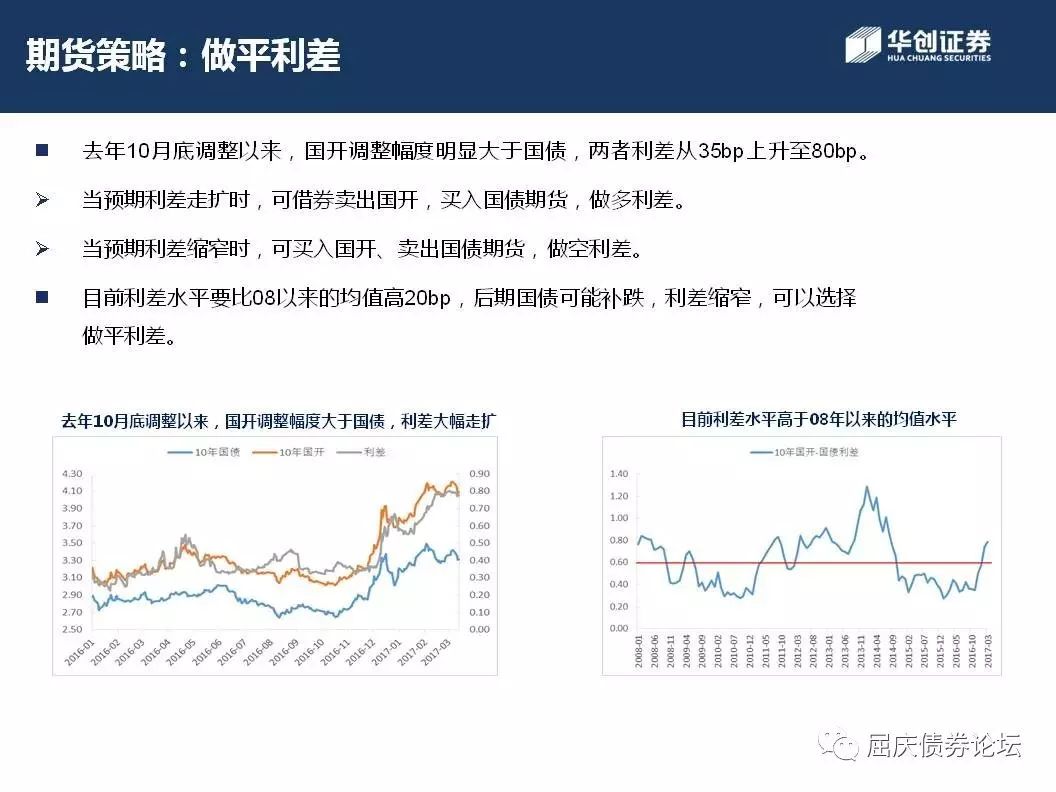 期货策略：做平利差
华创证券
HUA CHUANG SECURITIES
■ 去年10月底调整以来，国开调整幅度明显大于国债，两者利差从35bp上升至80bp。
➢ 当预期利差走扩时，可借券卖出国开，买入国债期货，做多利差。
➢ 当预期利差缩窄时，可买入国开、卖出国债期货，做空利差。
■ 目前利差水平要比08以来的均值高20bp，后期国债可能补跌，利差缩窄，可以选择
做平利差。
去年10月底调整以来，国开调整幅度大于国债，利差大幅走扩
10年国债 10年国开 利差
4.30 0.90
4.10 0.80
3.90 0.70
3.70 0.60
3.50 0.50
3.30 0.40
3.10 0.30
2.90 0.20
2.70 0.10
2.50 0.00
2016-01 2016-02 2016-03 2016-04 2016-05 2016-06 2016-07 2016-08 2016-09 2016-10 2016-11 2016-12 2017-01 2017-02 2017-03
目前利差水平高于08年以来的均值水平
10年国开-国债利差
1.40
1.20
1.00
0.80
0.60
0.40
0.20
0.00
2008-01 2008-06 2008-11 2009-04 2009-09 2010-02 2010-07 2010-12 2011-05 2011-10 2012-03 2012-08 2013-01 2013-06 2013-11 2014-04 2014-09 2015-02 2015-07 2015-12 2016-05 2016-10 2017-03
屈庆债券论坛